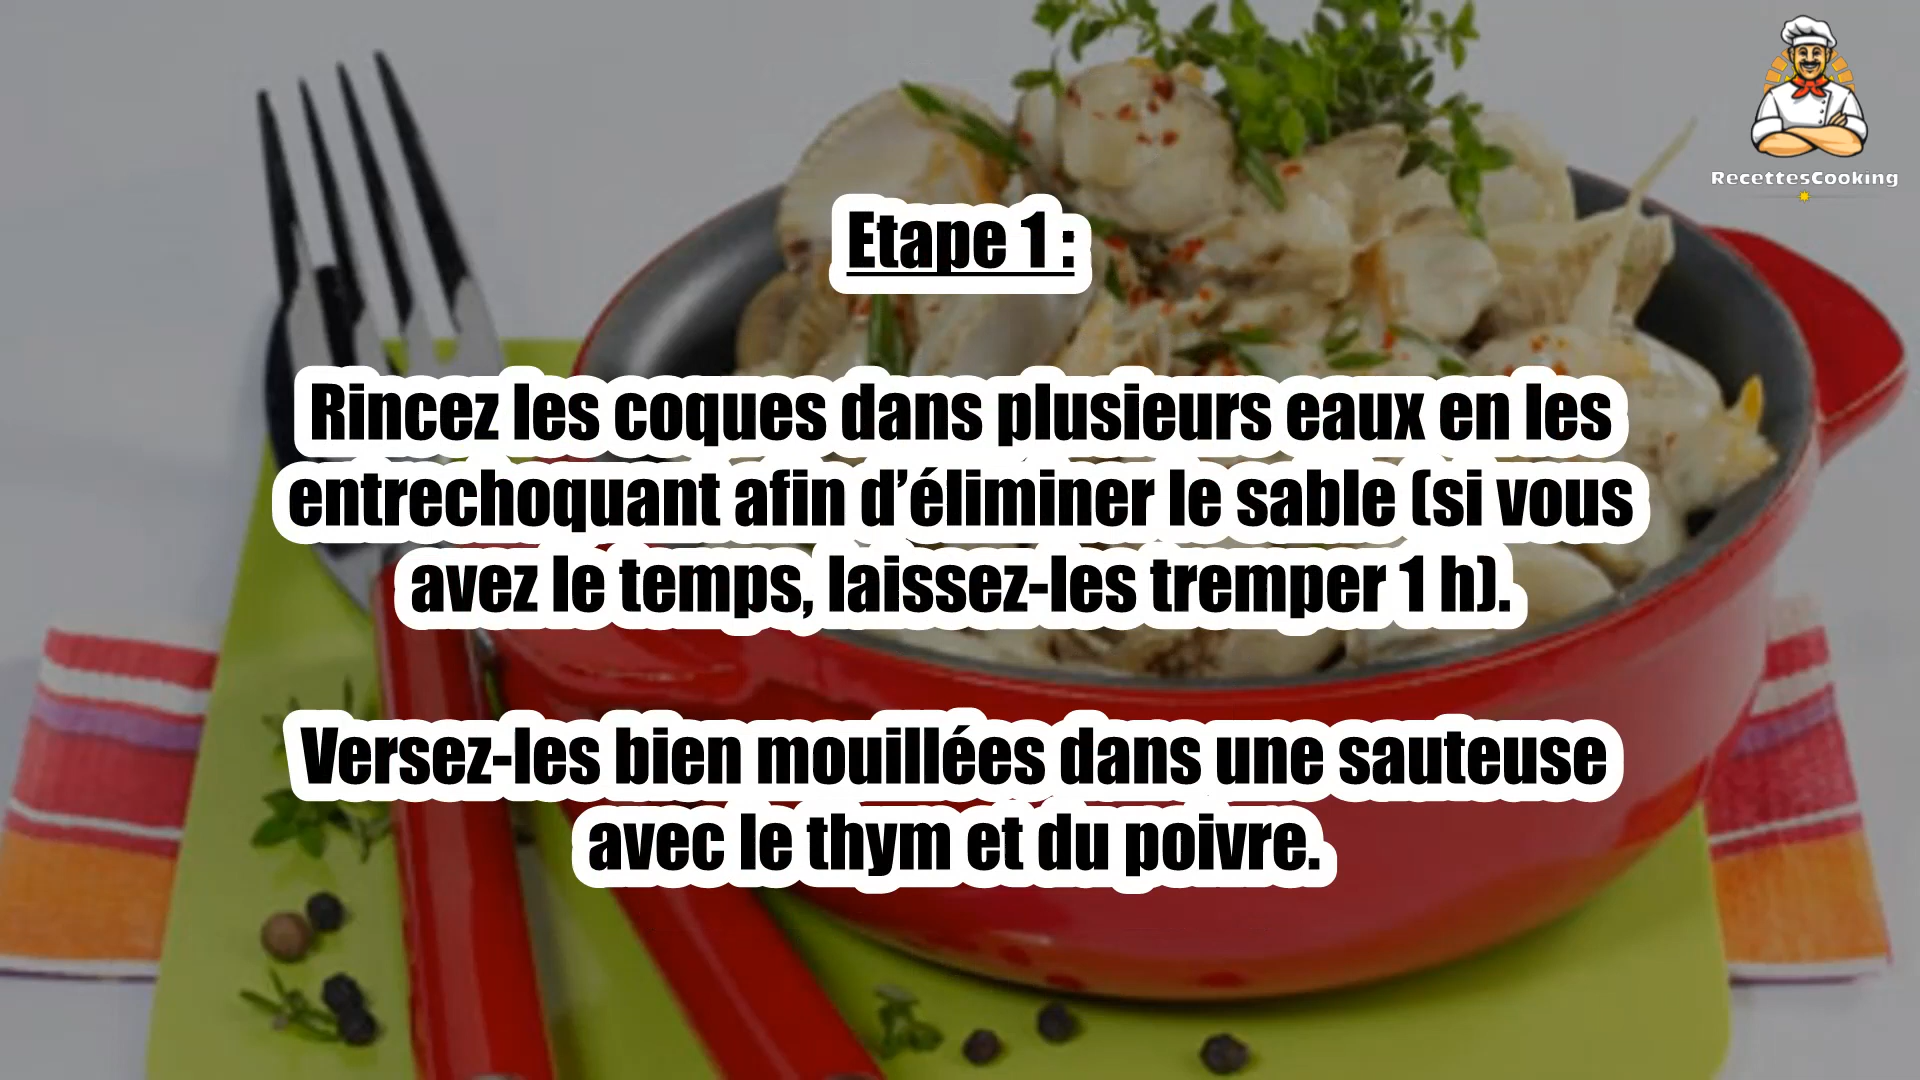 RecettesCooking
Etape 1 :
Rincez les coques dans plusieurs eaux en les
entrechoquant afin d’éliminer le sable (si vous
avez le temps, laissez-les tremper 1 h).
Versez-les bien mouillées dans une sauteuse
avec le thym et du poivre.